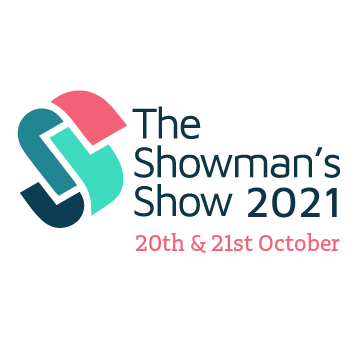 The
Showman's
Show 2021
20th & 21st October